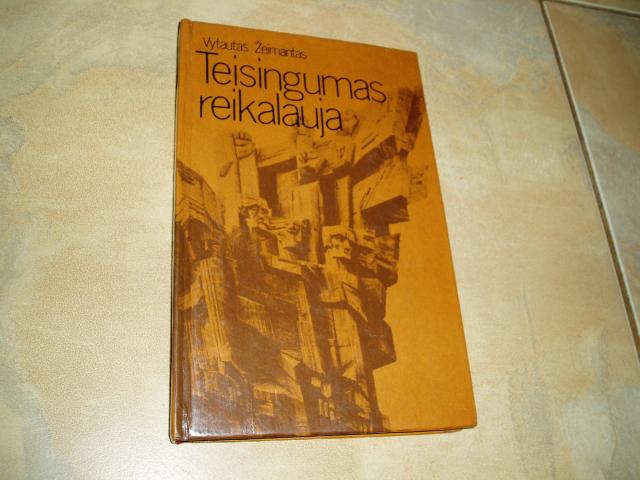 Vytautas Žeimantas
Teisingumas
reikalauja